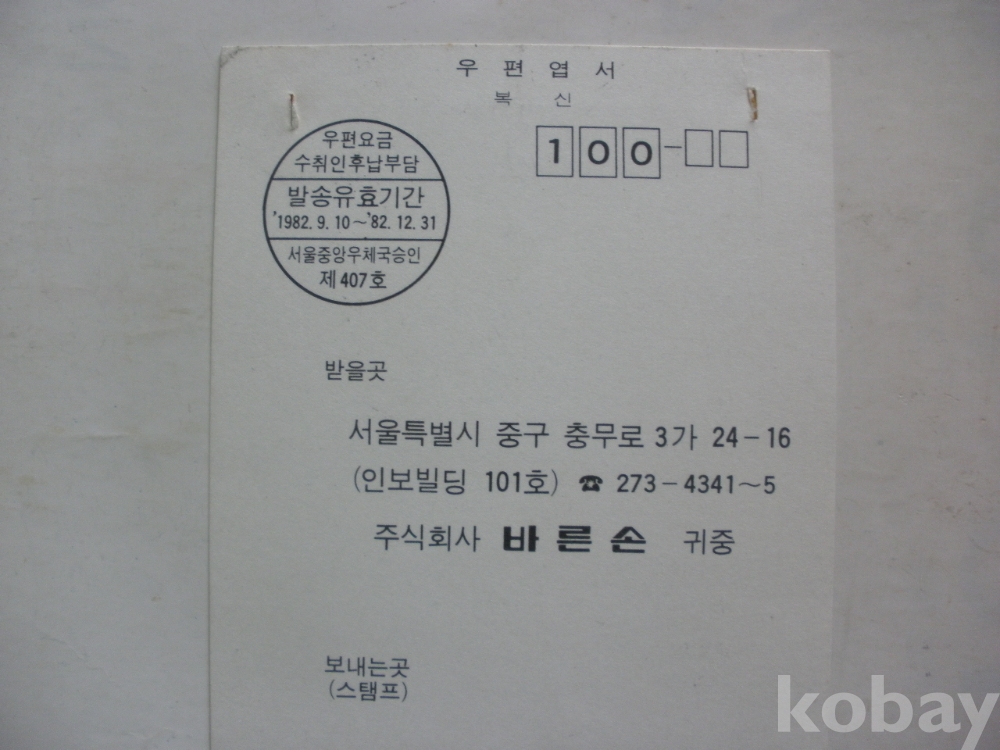 우 편 엽 서
복 신
우편요금
수취인후납부담
발송유효기간
'1982. 9. 10～'82. 12. 31
서울중앙우체국승인
제407호
100-
받을곳
서울특별시 중구 충무로 3가 24-16
(인보빌딩 101호) ☎ 273-4341～5
주식회사 바른손 귀중
보내는곳
(스탬프)
kobay